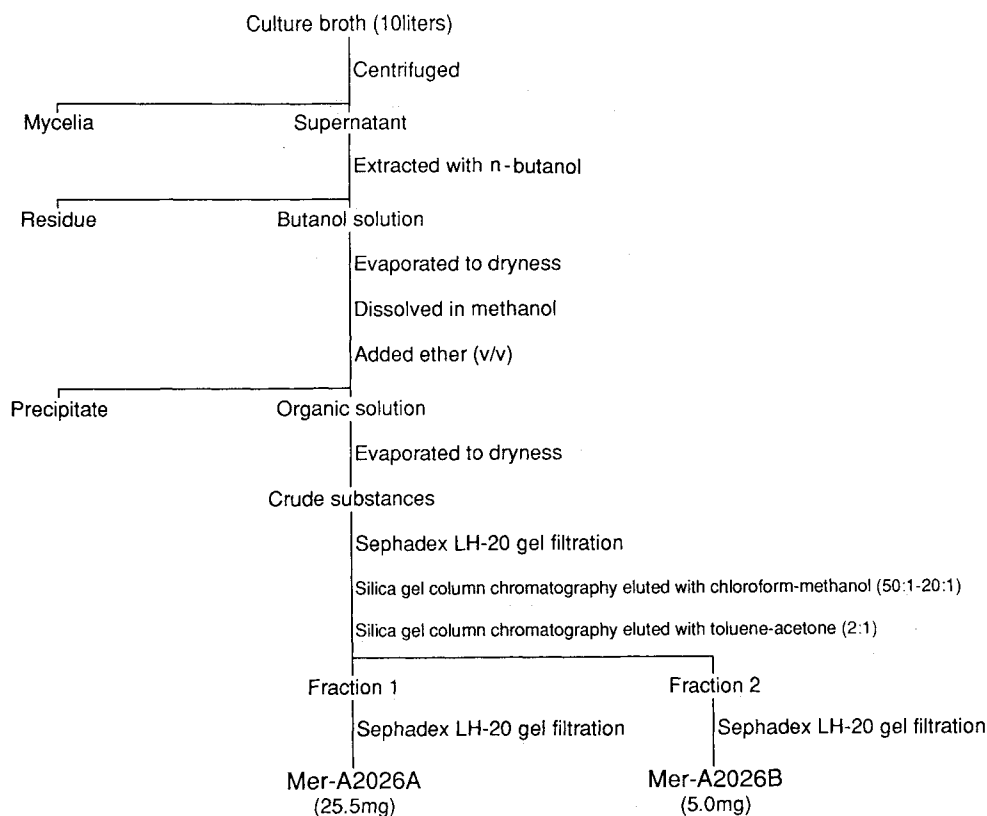 Culture broth (10liters)
Centrifuged
Mycelia
Supernatant
Extracted with n-butanol
Residue
Butanol solution
Evaporated to dryness
Dissolved in methanol
Added ether (v/v)
Precipitate
Organic solution
Evaporated to dryness
Crude substances
Sephadex LH-20 gel filtration
Silica gel column chromatography eluted with chloroform-methanol (50:1-20:1)
Silica gel column chromatography eluted with toluene-acetone (2:1)
Fraction 1
Fraction 2
Sephadex LH-20 gel filtration
Sephadex LH-20 gel filtration
Mer-A2026A
Mer-A2026B
(25.5mg)
(5.0mg)